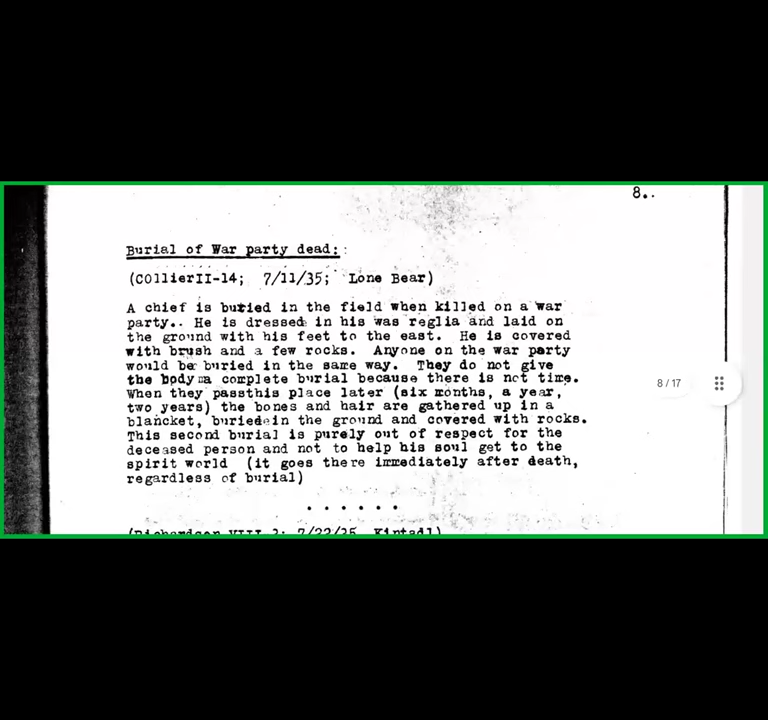 8..
Burial of War party dead:
(COllierII-14; 7/11/35; Lone Bear)
A chief is buried in the field when killed on a war
party.. He is dressed in his was reglia and laid on
the ground with his feet to the east. He is covered
with brush and a few rocks. Anyone on the war party
would be buried in the same way. They do not give
the body a complete burial because there is not time.
When they passthis place later (six months, a year,
two years) the bones and hair are gathered up in a
blancket, buriedein the ground and covered with rocks.
This second burial is purely out of respect for the
deceased person and not to help his soul get to the
spirit world (it goes there immediately after death,
regardless of burial)
. . . . . .
(Richardson VIII-3; 7/22/35 Kintadl)
8 / 17